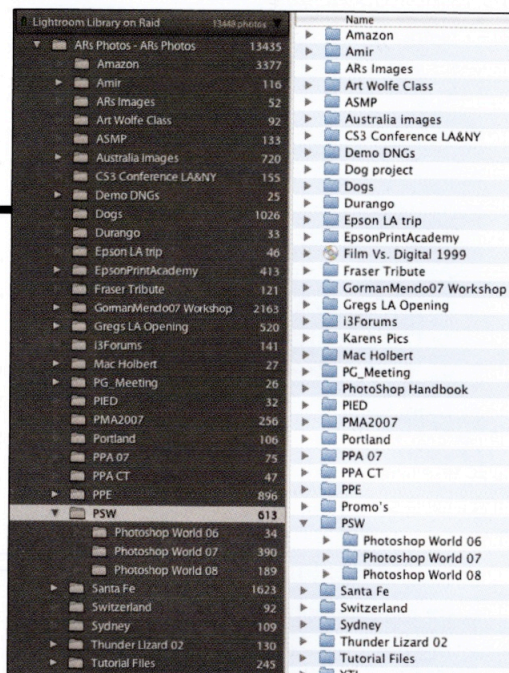 Lightroom Library on Raid 13448 photos
ARs Photos - ARs Photos 13435
Amazon 3377
Amir 116
ARs Images 52
Art Wolfe Class 92
ASMP 133
Australia images 720
CS3 Conference LA&NY 155
Demo DNGs 25
Dogs 1026
Durango 33
Epson LA trip 46
EpsonPrintAcademy 413
Fraser Tribute 121
GormanMendo07 Workshop 2163
Gregs LA Opening 520
i3Forums 141
Mac Holbert 27
PG_Meeting 26
PIED 32
PMA2007 256
Portland 106
PPA 07 75
PPA CT 47
PPE 896
PSW 613
Photoshop World 06 34
Photoshop World 07 390
Photoshop World 08 189
Santa Fe 1623
Switzerland 92
Sydney 109
Thunder Lizard 02 130
Tutorial Files 245
Name
Amazon
Amir
ARs Images
Art Wolfe Class
ASMP
Australia images
CS3 Conference LA&NY
Demo DNGs
Dog project
Dogs
Durango
Epson LA trip
EpsonPrintAcademy
Film Vs. Digital 1999
Fraser Tribute
GormanMendo07 Workshop
Gregs LA Opening
i3Forums
Karens Pics
Mac Holbert
PG_Meeting
PhotoShop Handbook
PIED
PMA2007
Portland
PPA 07
PPA CT
PPE
Promo's
PSW
Photoshop World 06
Photoshop World 07
Photoshop World 08
Santa Fe
Switzerland
Sydney
Thunder Lizard 02
Tutorial Files